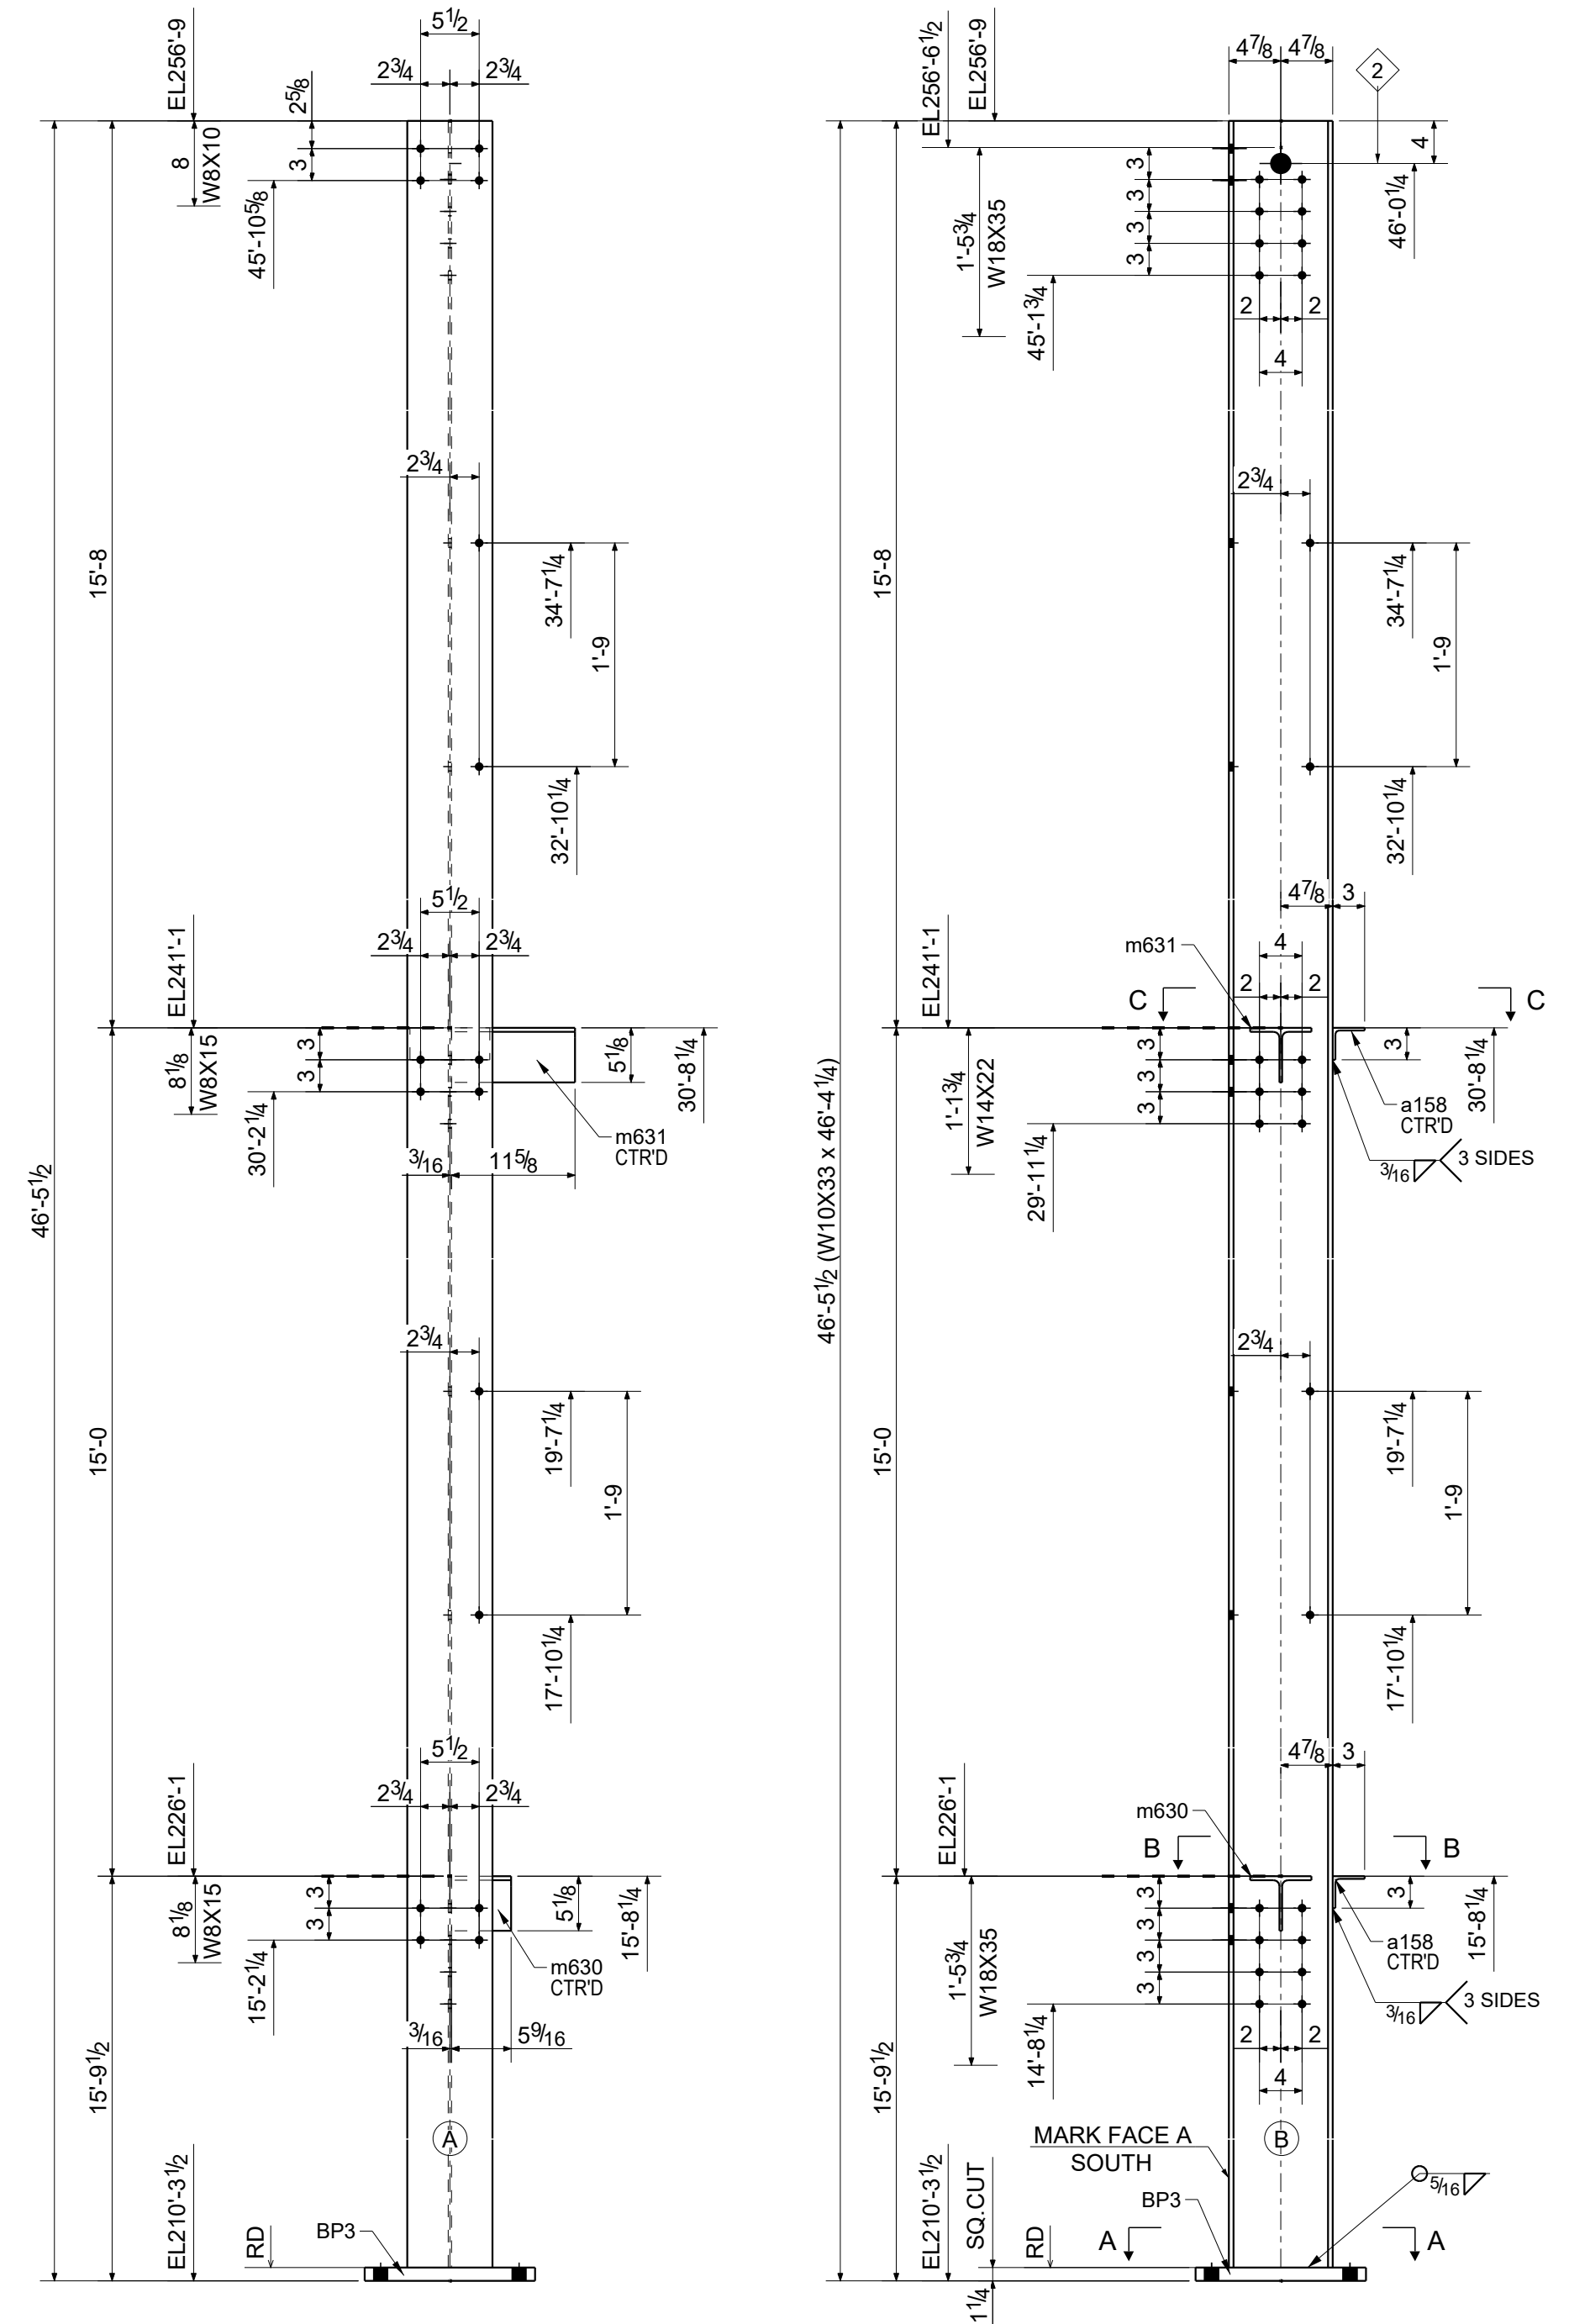 EL256'-9
5 1/2
2 3/4
2 3/4
2 5/8
8
W8X10
3
45'-10 5/8
15'-8
2 3/4
34'-7 1/4
1'-9
32'-10 1/4
5 1/2
2 3/4
2 3/4
EL241'-1
8 1/8
W8X15
3
3
30'-2 1/4
5 1/8
30'-8 1/4
m631
CTR'D
3/16
11 5/8
46'-5 1/2
15'-0
2 3/4
19'-7 1/4
1'-9
17'-10 1/4
5 1/2
2 3/4
2 3/4
EL226'-1
8 1/8
W8X15
3
3
15'-2 1/4
5 1/8
15'-8 1/4
m630
CTR'D
3/16
5 9/16
15'-9 1/2
A
EL210'-3 1/2
RD
BP3
EL256'-6 1/2
EL256'-9
4 7/8
4 7/8
2
4
46'-0 1/4
1'-5 3/4
W18X35
3
3
3
3
45'-1 3/4
2
2
4
15'-8
2 3/4
34'-7 1/4
1'-9
32'-10 1/4
4 7/8
3
m631
4
2
2
C
C
EL241'-1
1'-1 3/4
W14X22
3
3
3
29'-11 1/4
3
30'-8 1/4
a158
CTR'D
3/16
3 SIDES
46'-5 1/2 (W10X33 x 46'-4 1/4)
15'-0
2 3/4
19'-7 1/4
1'-9
17'-10 1/4
4 7/8
3
m630
B
B
EL226'-1
1'-5 3/4
W18X35
3
3
3
3
14'-8 1/4
3
15'-8 1/4
a158
CTR'D
3/16
3 SIDES
2
2
4
15'-9 1/2
MARK FACE A
SOUTH
B
5/16
EL210'-3 1/2
SQ.CUT
RD
BP3
A
A
1 1/4